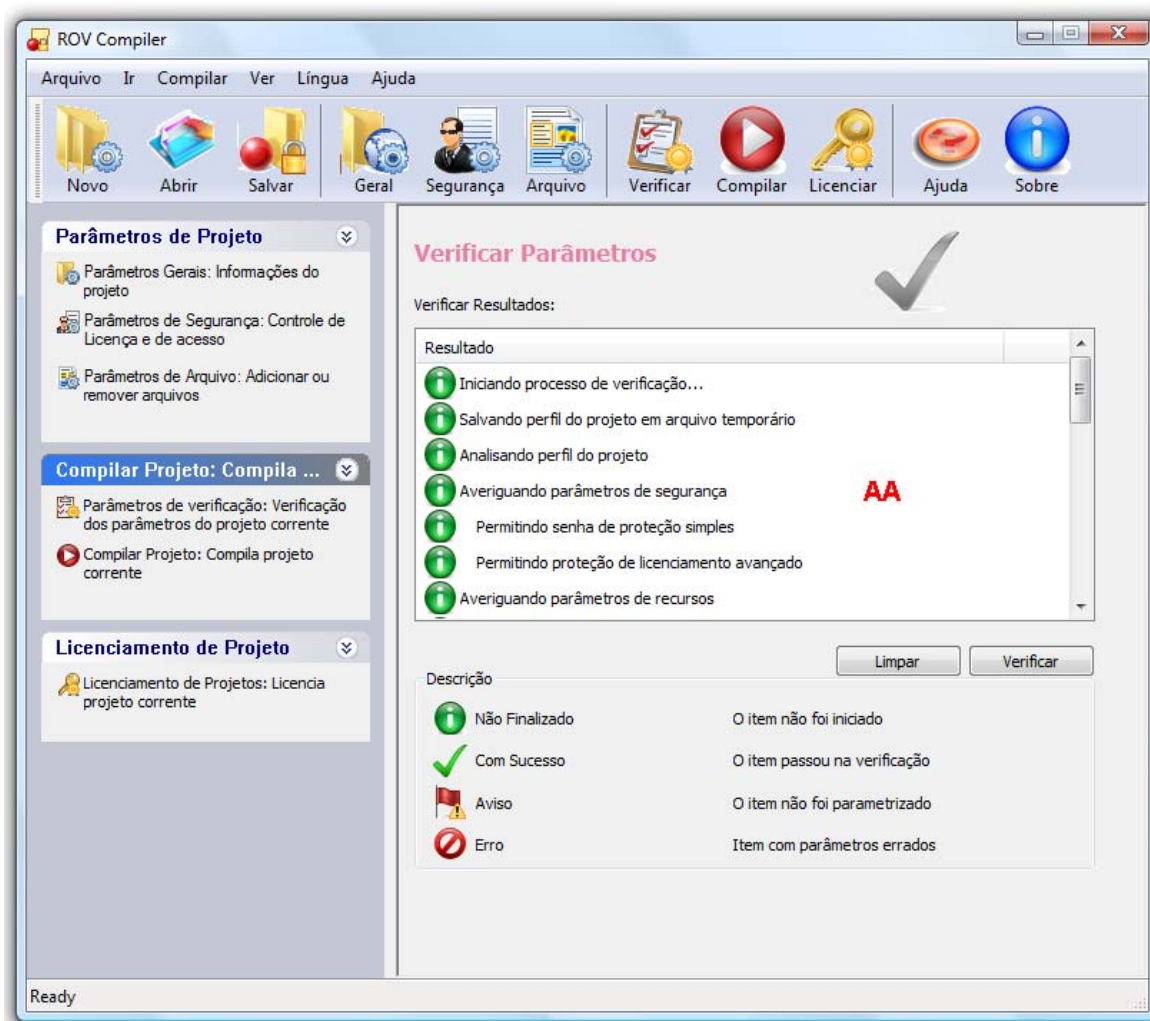 ROV Compiler
Arquivo Ir Compilar Ver Língua Ajuda
Novo Abrir Salvar Geral Segurança Arquivo Verificar Compilar Licenciar Ajuda Sobre
Parâmetros de Projeto
Parâmetros Gerais: Informações do
projeto
Parâmetros de Segurança: Controle de
Licença e de acesso
Parâmetros de Arquivo: Adicionar ou
remover arquivos
Compilar Projeto: Compila ...
Parâmetros de verificação: Verificação
dos parâmetros do projeto corrente
Compilar Projeto: Compila projeto
corrente
Licenciamento de Projeto
Licenciamento de Projetos: Licencia
projeto corrente
Verificar Parâmetros
Verificar Resultados:
Resultado
Iniciando processo de verificação...
Salvando perfil do projeto em arquivo temporário
Analisando perfil do projeto
Averiguando parâmetros de segurança
AA
Permitindo senha de proteção simples
Permitindo proteção de licenciamento avançado
Averiguando parâmetros de recursos
Limpar Verificar
Descrição
Não Finalizado O item não foi iniciado
Com Sucesso O item passou na verificação
Aviso O item não foi parametrizado
Erro Item com parâmetros errados
Ready